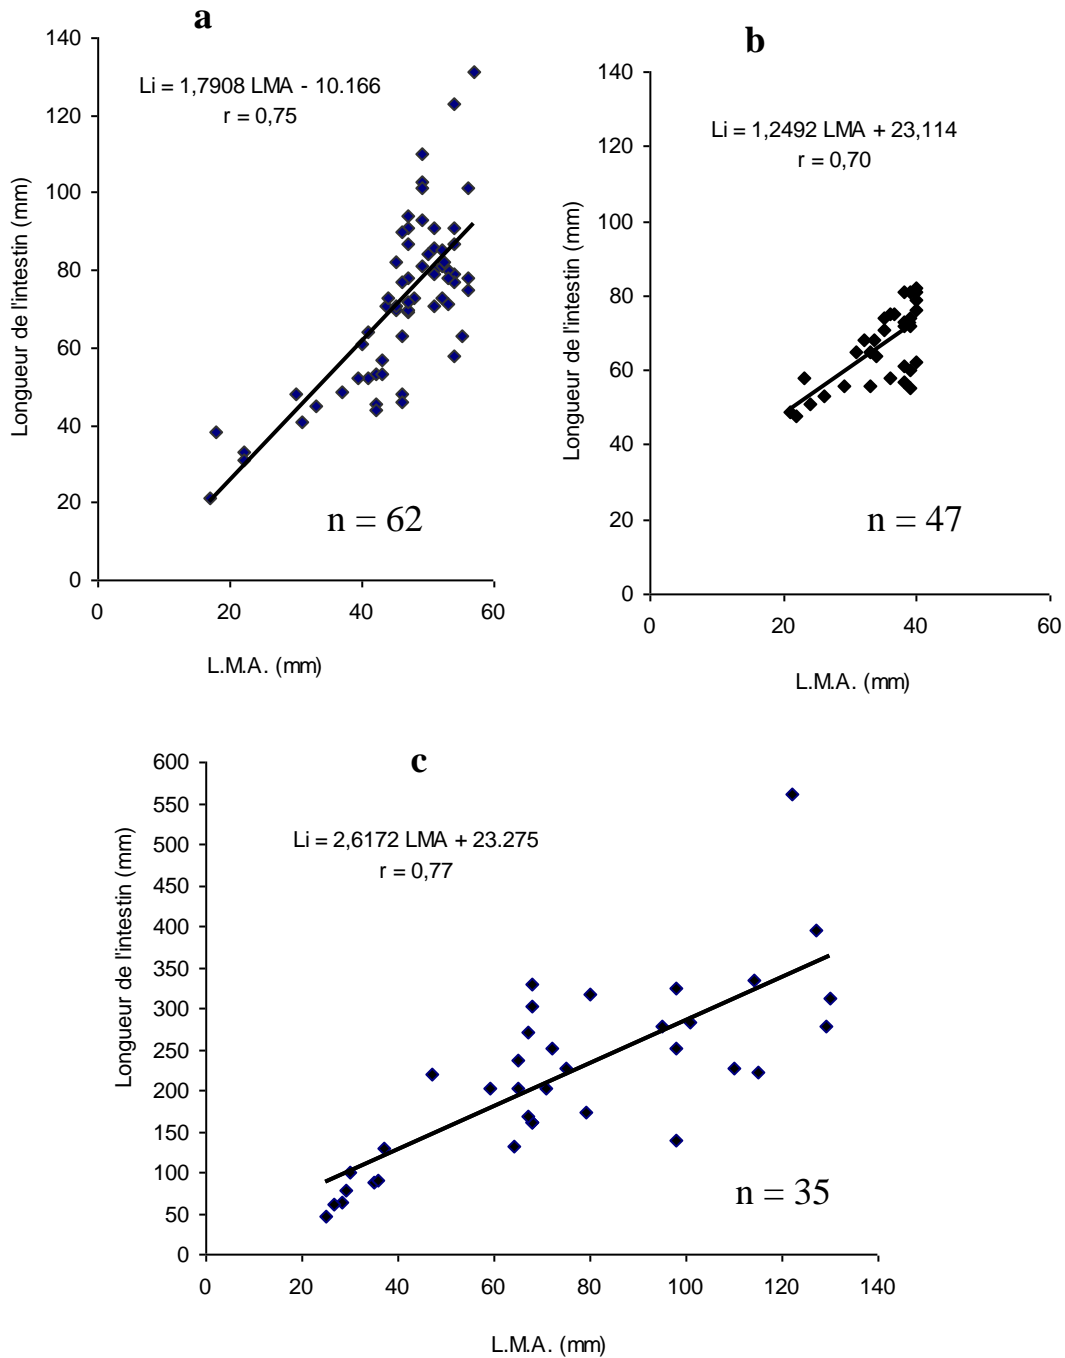 a
Li = 1,7908 LMA - 10.166
r = 0,75
Longueur de l'intestin (mm)
140
120
100
80
60
40
20
0
n = 62
0 20 40 60
L.M.A. (mm)
b
Li = 1,2492 LMA + 23,114
r = 0,70
Longueur de l'intestin (mm)
140
120
100
80
60
40
20
0
n = 47
0 20 40 60
L.M.A. (mm)
c
Li = 2,6172 LMA + 23.275
r = 0,77
Longueur de l'intestin (mm)
600
550
500
450
400
350
300
250
200
150
100
50
0
n = 35
0 20 40 60 80 100 120 140
L.M.A. (mm)